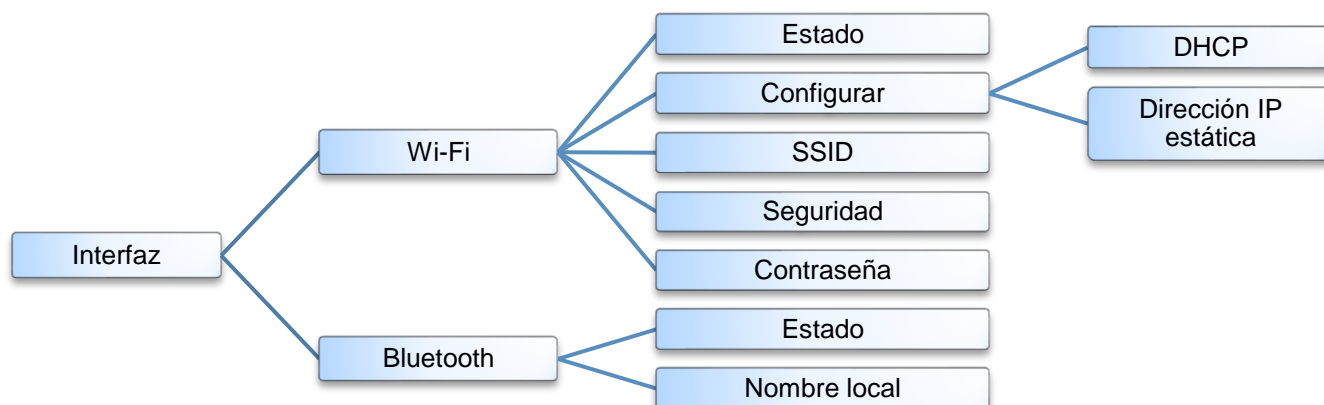 Interfaz
Wi-Fi
Estado
Configurar
DHCP
Dirección IP
estática
SSID
Seguridad
Contraseña
Bluetooth
Estado
Nombre local